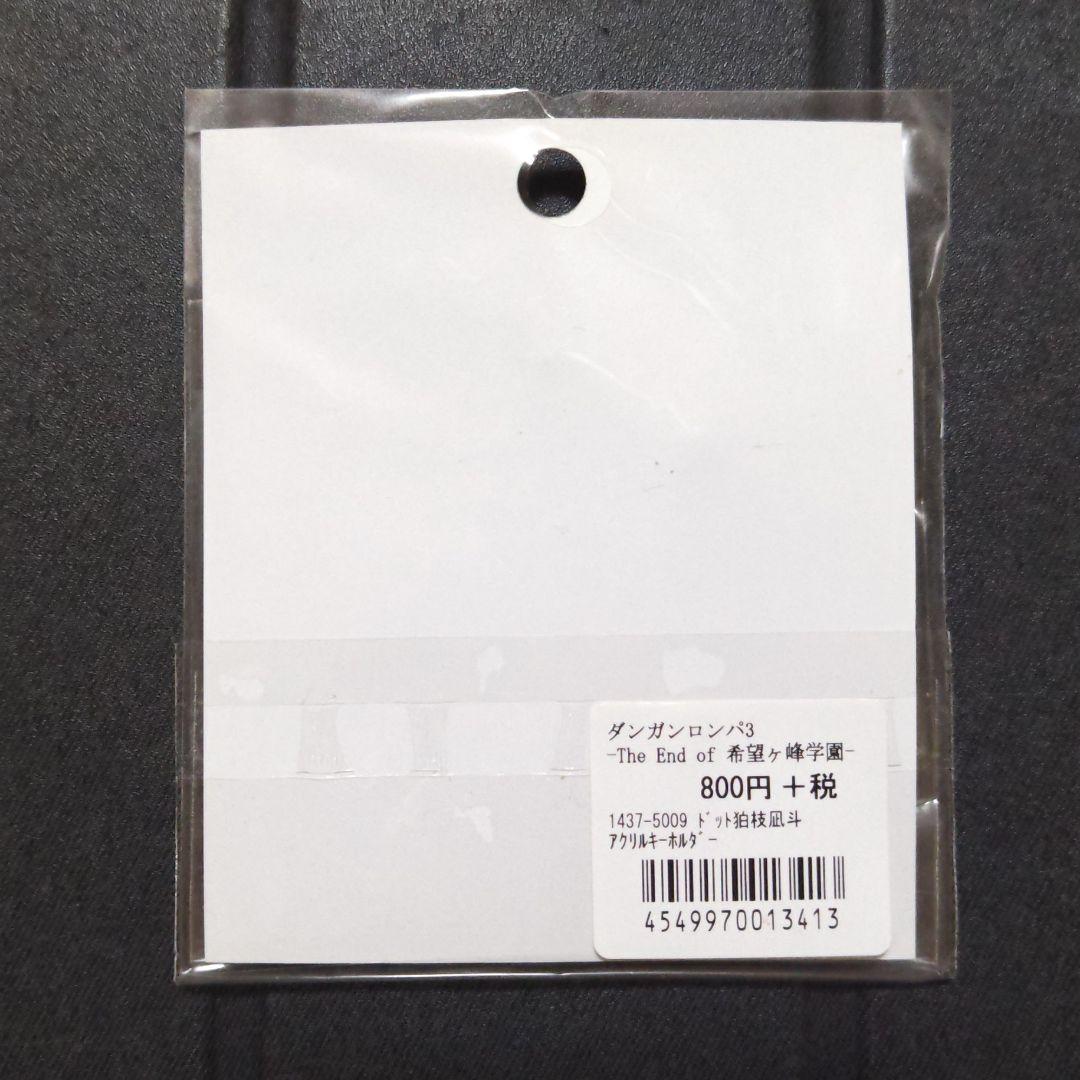 ダンガンロンパ3
-The End of 希望ヶ峰学園-
800円＋税
1437-5009 ﾄﾞｯﾄ狛枝凪斗
ｱｸﾘﾙｷｰﾎﾙﾀﾞｰ
4549970013413